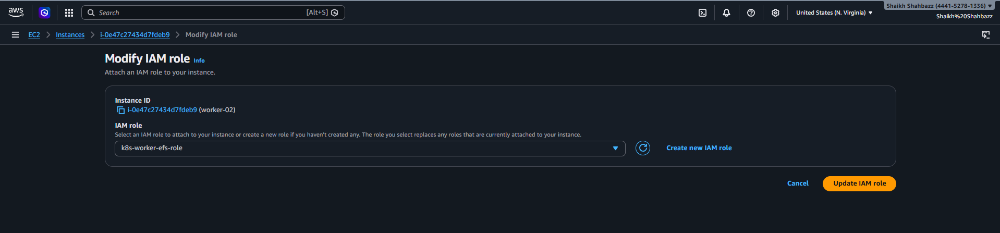 aws
Search
[Alt+S]
United States (N. Virginia)
Shaikh Shahbazz (4441-5278-1336)
Shaikh%20Shahbazz
EC2
Instances
i-0e47c27434d7fdeb9
Modify IAM role
Modify IAM role Info
Attach an IAM role to your instance.
Instance ID
i-0e47c27434d7fdeb9 (worker-02)
IAM role
Select an IAM role to attach to your instance or create a new role if you haven't created any. The role you select replaces any roles that are currently attached to your instance.
k8s-worker-efs-role
Create new IAM role
Cancel
Update IAM role